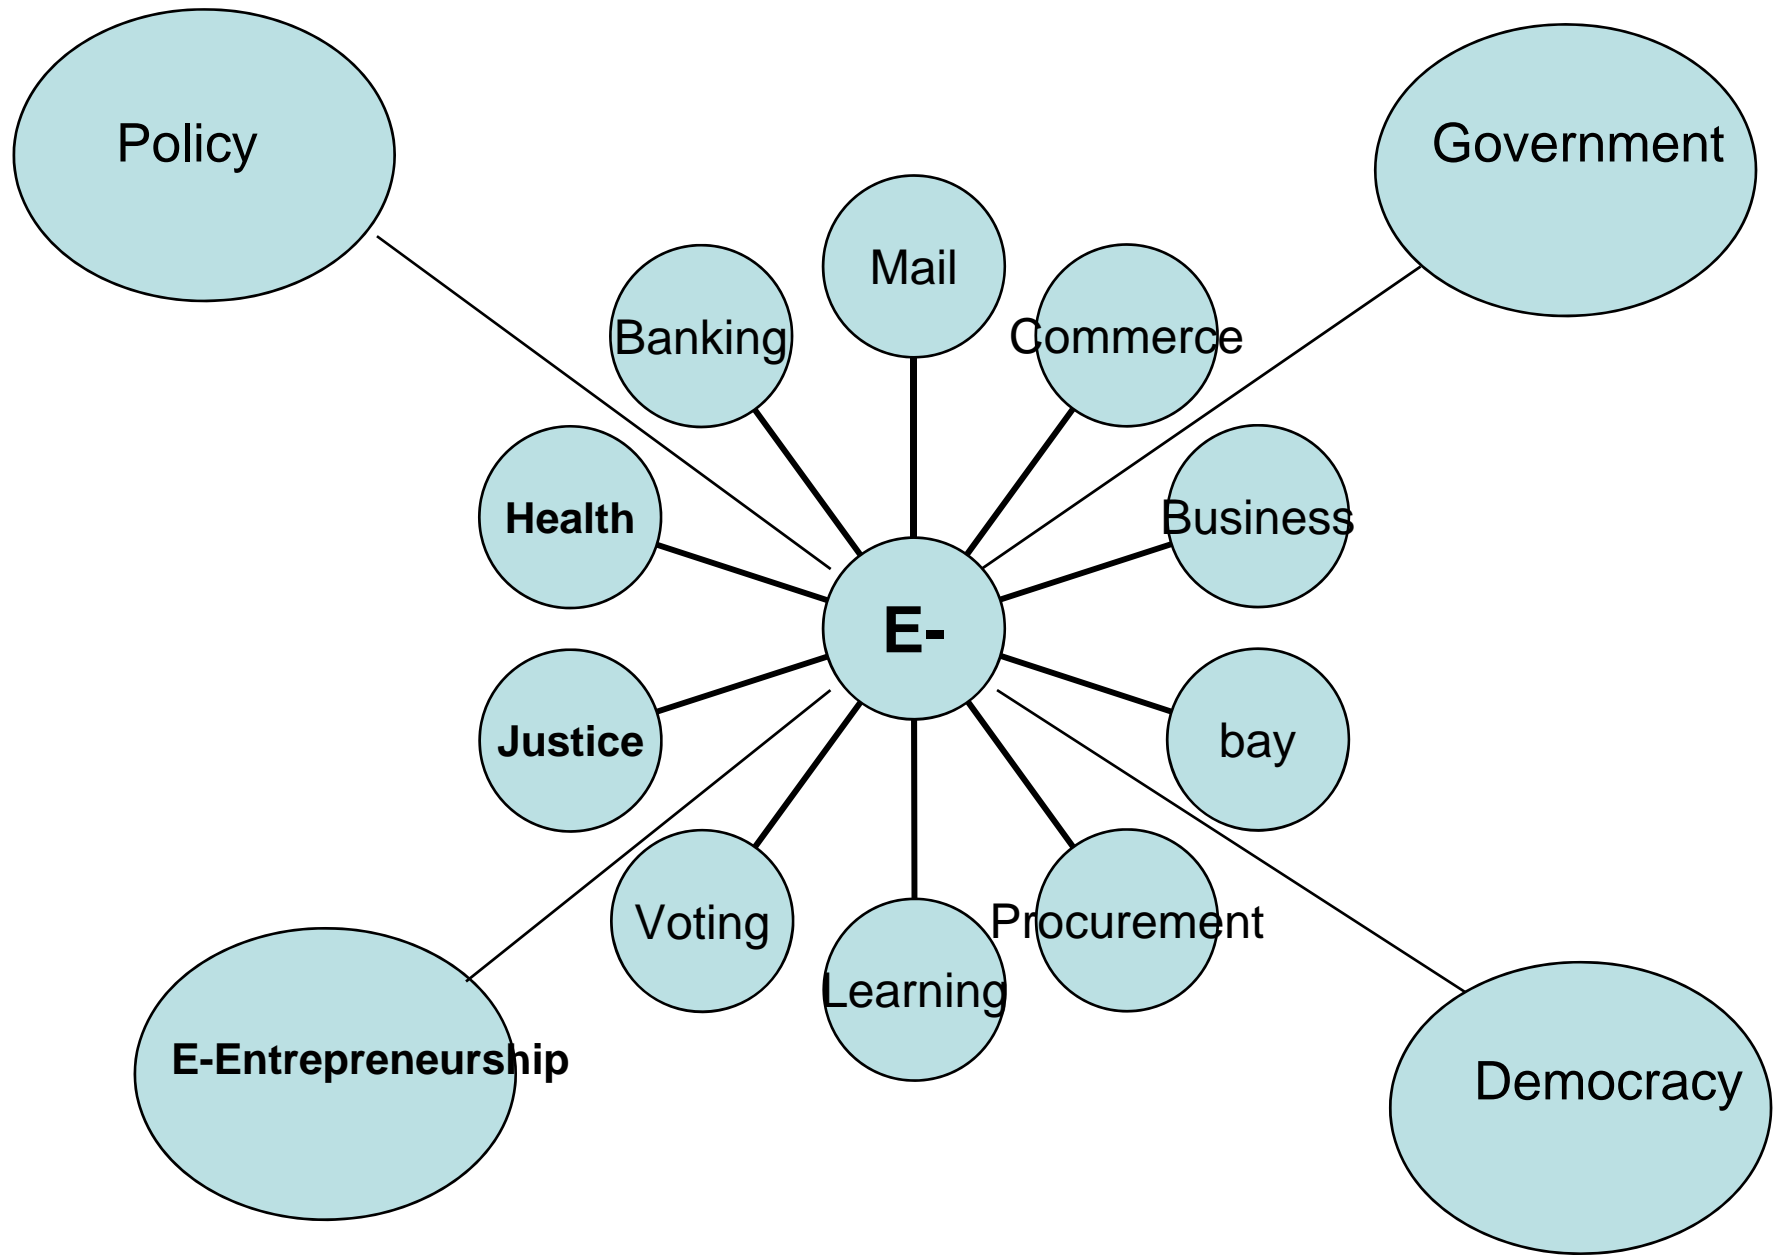 Policy
Government
Mail
Banking
Commerce
Health
Business
E-
Justice
bay
Voting
Procurement
Learning
E-Entrepreneurship
Democracy